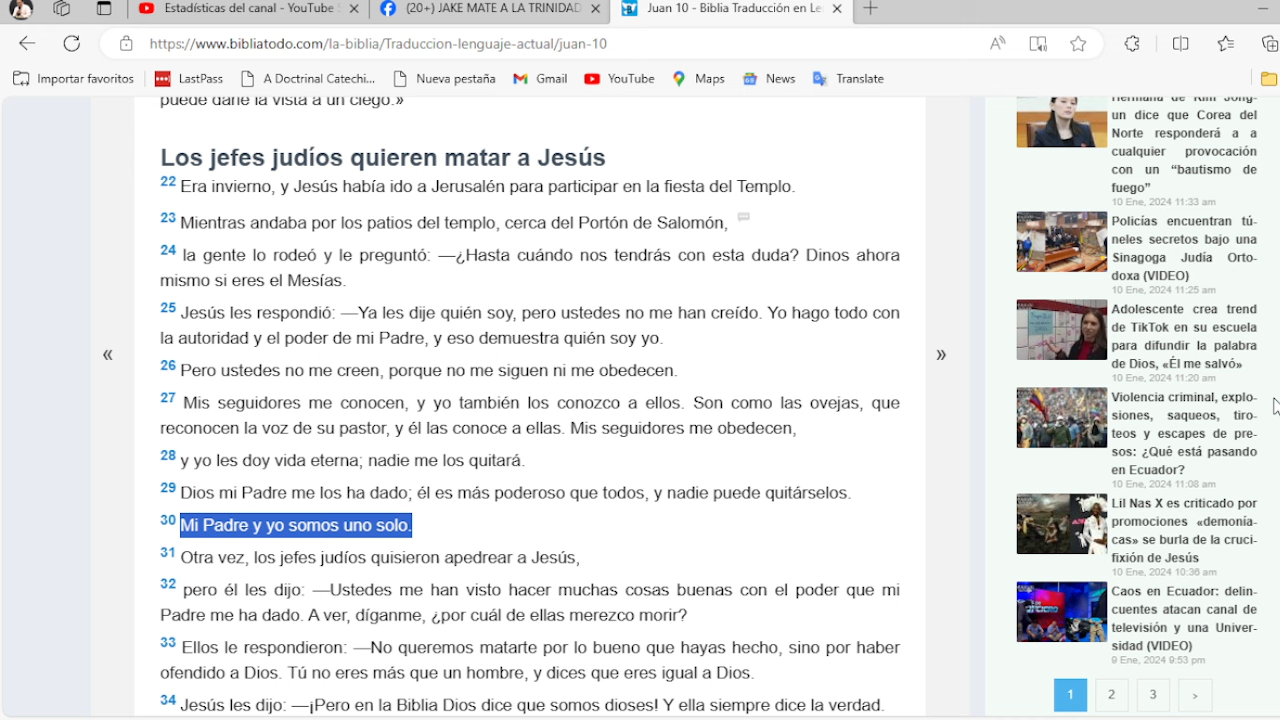 Estadísticas del canal - YouTube S
(20+) JAKE MATE A LA TRINIDAD
Juan 10 - Biblia Traducción en Le
https://www.bibliatodo.com/la-biblia/Traduccion-lenguaje-actual/juan-10
Importar favoritos
LastPass
A Doctrinal Catechi...
Nueva pestaña
Gmail
YouTube
Maps
News
Translate
puede darle la vista a un ciego.»
Los jefes judíos quieren matar a Jesús
22 Era invierno, y Jesús había ido a Jerusalén para participar en la fiesta del Templo.
23 Mientras andaba por los patios del templo, cerca del Portón de Salomón,
24 la gente lo rodeó y le preguntó: —¿Hasta cuándo nos tendrás con esta duda? Dinos ahora
mismo si eres el Mesías.
25 Jesús les respondió: —Ya les dije quién soy, pero ustedes no me han creído. Yo hago todo con
la autoridad y el poder de mi Padre, y eso demuestra quién soy yo.
26 Pero ustedes no me creen, porque no me siguen ni me obedecen.
27 Mis seguidores me conocen, y yo también los conozco a ellos. Son como las ovejas, que
reconocen la voz de su pastor, y él las conoce a ellas. Mis seguidores me obedecen,
28 y yo les doy vida eterna; nadie me los quitará.
29 Dios mi Padre me los ha dado; él es más poderoso que todos, y nadie puede quitárselos.
30 Mi Padre y yo somos uno solo.
31 Otra vez, los jefes judíos quisieron apedrear a Jesús,
32 pero él les dijo: —Ustedes me han visto hacer muchas cosas buenas con el poder que mi
Padre me ha dado. A ver, díganme, ¿por cuál de ellas merezco morir?
33 Ellos le respondieron: —No queremos matarte por lo bueno que hayas hecho, sino por haber
ofendido a Dios. Tú no eres más que un hombre, y dices que eres igual a Dios.
34 Jesús les dijo: —¡Pero en la Biblia Dios dice que somos dioses! Y ella siempre dice la verdad.
«
»
Hermana de Kim Jong-
un dice que Corea del
Norte responderá a a
cualquier provocación
con un “bautismo de
fuego”
10 Ene, 2024 11:33 am
Policías encuentran tú-
neles secretos bajo una
Sinagoga Judía Orto-
doxa (VIDEO)
10 Ene, 2024 11:25 am
Adolescente crea trend
de TikTok en su escuela
para difundir la palabra
de Dios, «Él me salvó»
10 Ene, 2024 11:20 am
Violencia criminal, explo-
siones, saqueos, tiro-
teos y escapes de pre-
sos: ¿Qué está pasando
en Ecuador?
10 Ene, 2024 11:08 am
Lil Nas X es criticado por
promociones «demonía-
cas» se burla de la cruci-
fixión de Jesús
10 Ene, 2024 10:36 am
Caos en Ecuador: delin-
cuentes atacan canal de
televisión y una Univer-
sidad (VIDEO)
9 Ene, 2024 9:53 pm
1 2 3 >